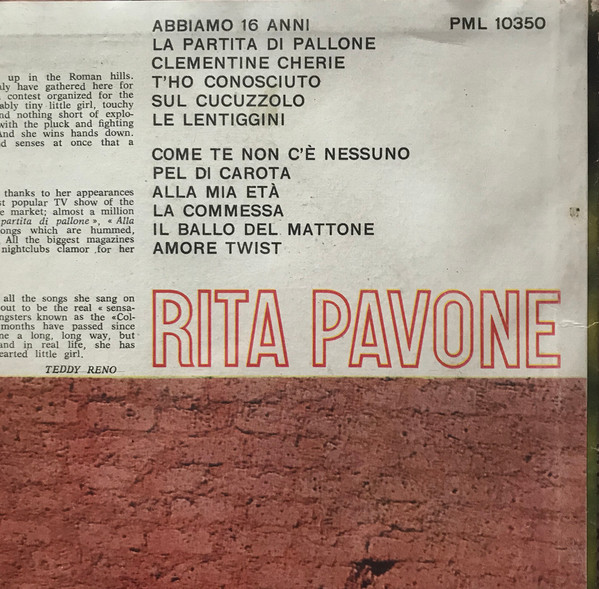 ABBIAMO 16 ANNI
LA PARTITA DI PALLONE
CLEMENTINE CHERIE
T'HO CONOSCIUTO
SUL CUCUZZOLO
LE LENTIGGINI
COME TE NON C'È NESSUNO
PEL DI CAROTA
ALLA MIA ETÀ
LA COMMESSA
IL BALLO DEL MATTONE
AMORE TWIST
PML 10350
up in the Roman hills.
have gathered here for
contest organized for the
tiny little girl, touchy
nothing short of explo-
with the pluck and fighting
And she wins hands down.
senses at once that a
thanks to her appearances
popular TV show of the
market; almost a million
partita di pallone», «Alla
songs which are hummed,
All the biggest magazines
nightclubs clamor for her
all the songs she sang on
out to be the real «sensa-
known as the «Col-
months have passed since
a long, long way, but
and in real life, she has
little girl.
TEDDY RENO
RITA PAVONE